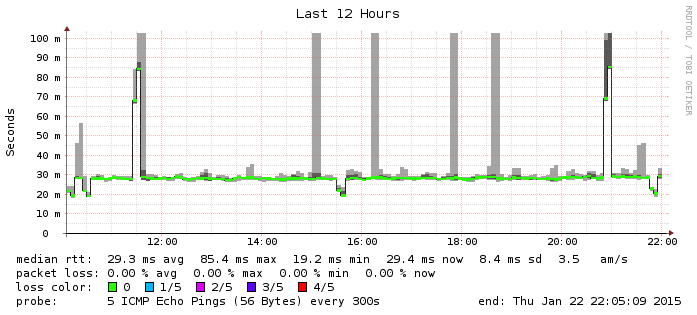 Last 12 Hours
RRDTOOL / TOBI OETIKER
Seconds
100 m
90 m
80 m
70 m
60 m
50 m
40 m
30 m
20 m
10 m
0
12:00 14:00 16:00 18:00 20:00 22:00
median rtt: 29.3 ms avg 85.4 ms max 19.2 ms min 29.4 ms now 8.4 ms sd 3.5 am/s
packet loss: 0.00 % avg 0.00 % max 0.00 % min 0.00 % now
loss color: 0 1/5 2/5 3/5 4/5
probe: 5 ICMP Echo Pings (56 Bytes) every 300s end: Thu Jan 22 22:05:09 2015